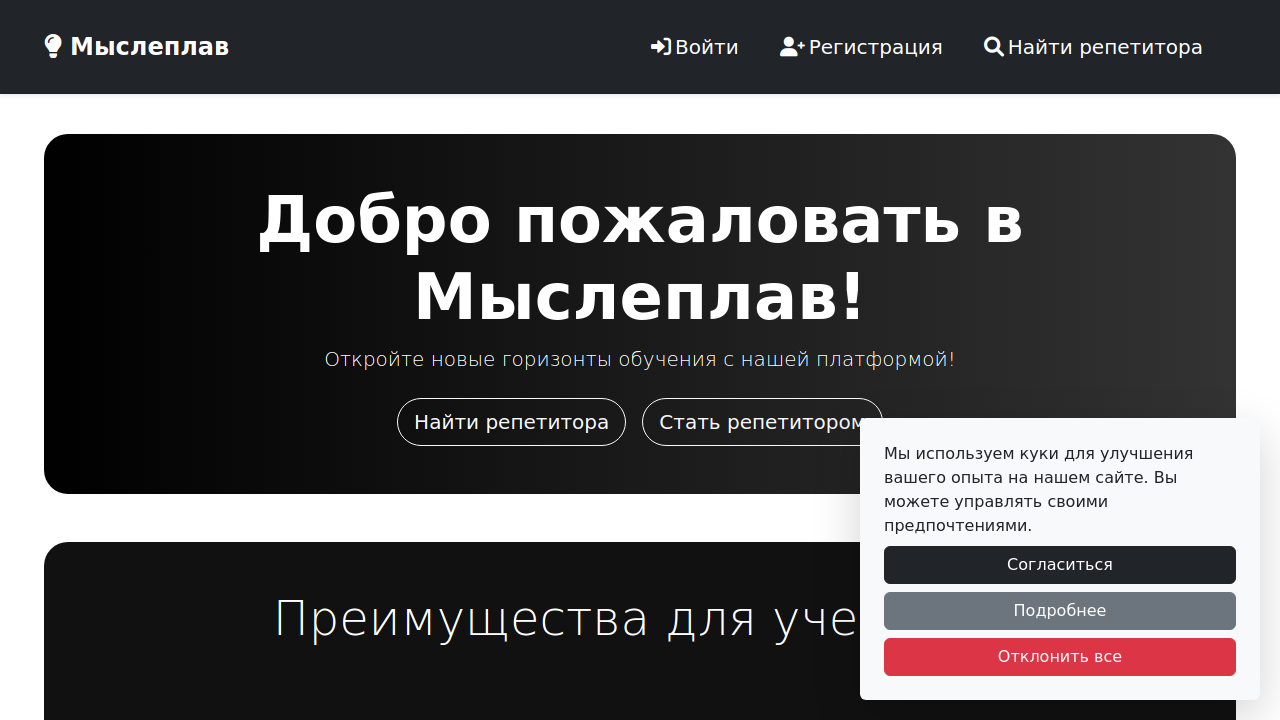 Мыслеплав
Войти
Регистрация
Найти репетитора
Добро пожаловать в
Мыслеплав!
Откройте новые горизонты обучения с нашей платформой!
Найти репетитора
Стать репетитором
Мы используем куки для улучшения
вашего опыта на нашем сайте. Вы
можете управлять своими
предпочтениями.
Согласиться
Подробнее
Отклонить все
Преимущества для уче